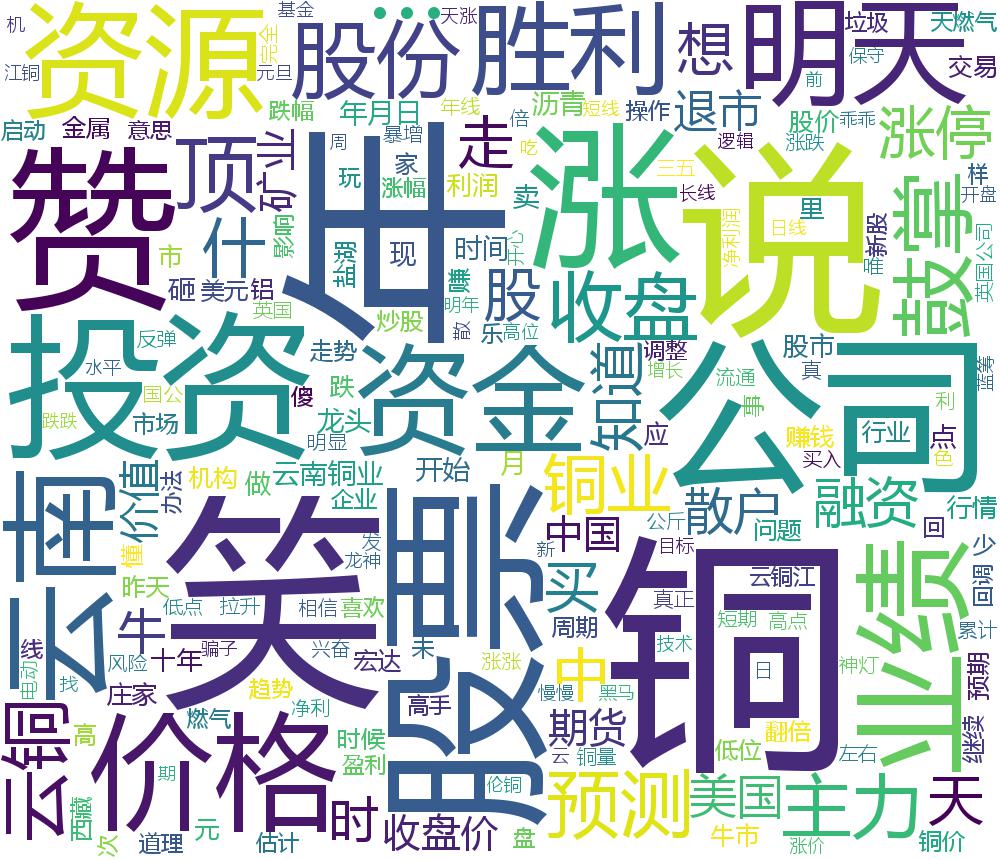 机
基金
• • •
天涨
资源
完全
股份
胜利
想
明天
垃圾
天燃气
保守
交易
江铜
元旦
前
启动
金属
意思
跌幅
年月日
年线
沥青
短线
操作
退市
股价
乖乖
涨停
倍
赞
顶
矿业
周
暴增
走
吃
涨
三五
逻辑
涨跌
说
玩
家
涨幅
利润
卖
长线
里
样
开盘
什
影响
牛
现
时间
开心
净利润
日线
新股
鼓掌
市
盐湖
赚
唯
英国公司
砸
美元
铝
英国
明年
股
收盘
炒股
散
乐
高位
投资
反弹
走势
资金
知道
调整
股市
公司
蓝筹
水平
国公
傻
跌
增长
流通
真
跌跌
市场
龙头
明显
应
事
赚钱
行业
点
利
色
买入
云南
价值
办法
机构
做
云南铜业
企业
开始
月
铜业
散户
融资
行情
中国
公斤
问题
回
笑
股票
新
目标
铜
业绩
少
懂
发
龙神
买
云铜江
回调
昨天
低点
拉升
相信
喜欢
真正
短期
高点
累计
牛
线
十年
骗子
兴奋
宏达
未
周期
技术
电动
找
风险
涨涨
中
日
神灯
预期
庄家
趋势
慢慢
黑马
云铜
高
燃气
净利
高手
期货
翻倍
继续
价格
时候
云
铜量
低位
左右
期
盈利
伦铜
西藏
预测
美国
主力
天
次
道理
元
估计
时
收盘价
盘
牛市
涨价
铜价